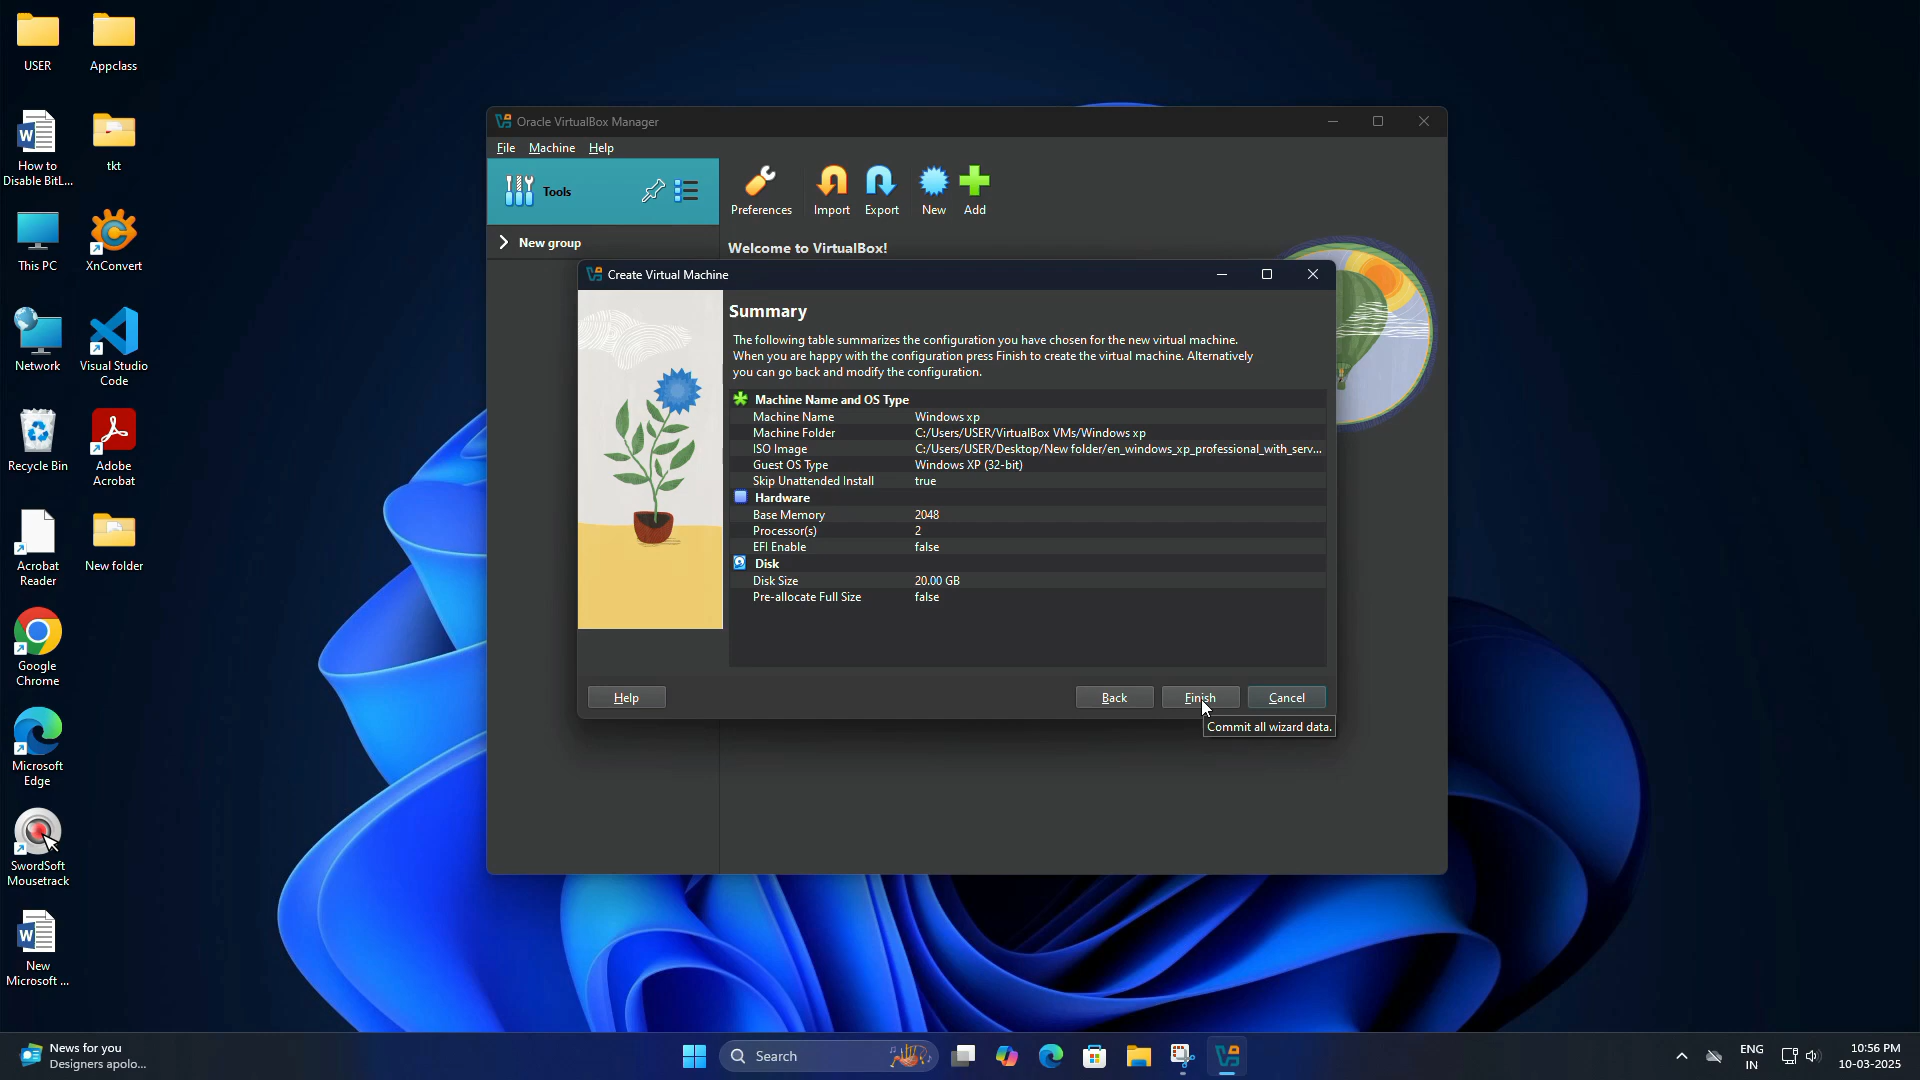 USER
Appclass
How to
Disable BitL...
tkt
This PC
XnConvert
Network
Visual Studio
Code
Recycle Bin
Adobe
Acrobat
Acrobat
Reader
New folder
Google
Chrome
Microsoft
Edge
SwordSoft
Mousetrack
New
Microsoft ...
Oracle VirtualBox Manager
File Machine Help
Tools
Preferences
Import
Export
New
Add
New group
Welcome to VirtualBox!
Create Virtual Machine
Summary
The following table summarizes the configuration you have chosen for the new virtual machine.
When you are happy with the configuration press Finish to create the virtual machine. Alternatively
you can go back and modify the configuration.
Machine Name and OS Type
Machine Name Windows xp
Machine Folder C:/Users/USER/VirtualBox VMs/Windows xp
ISO Image C:/Users/USER/Desktop/New folder/en_windows_xp_professional_with_serv...
Guest OS Type Windows XP (32-bit)
Skip Unattended Install true
Hardware
Base Memory 2048
Processor(s) 2
EFI Enable false
Disk
Disk Size 20.00 GB
Pre-allocate Full Size false
Help
Back
Finish
Cancel
Commit all wizard data.
News for you
Designers apolo...
Search
ENG
IN
10:56 PM
10-03-2025